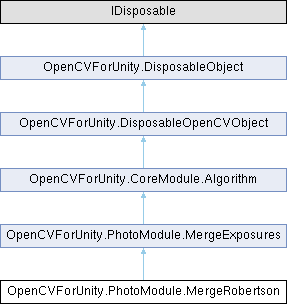 IDisposable
OpenCVForUnity.DisposableObject
OpenCVForUnity.DisposableOpenCVObject
OpenCVForUnity.CoreModule.Algorithm
OpenCVForUnity.PhotoModule.MergeExposures
OpenCVForUnity.PhotoModule.MergeRobertson